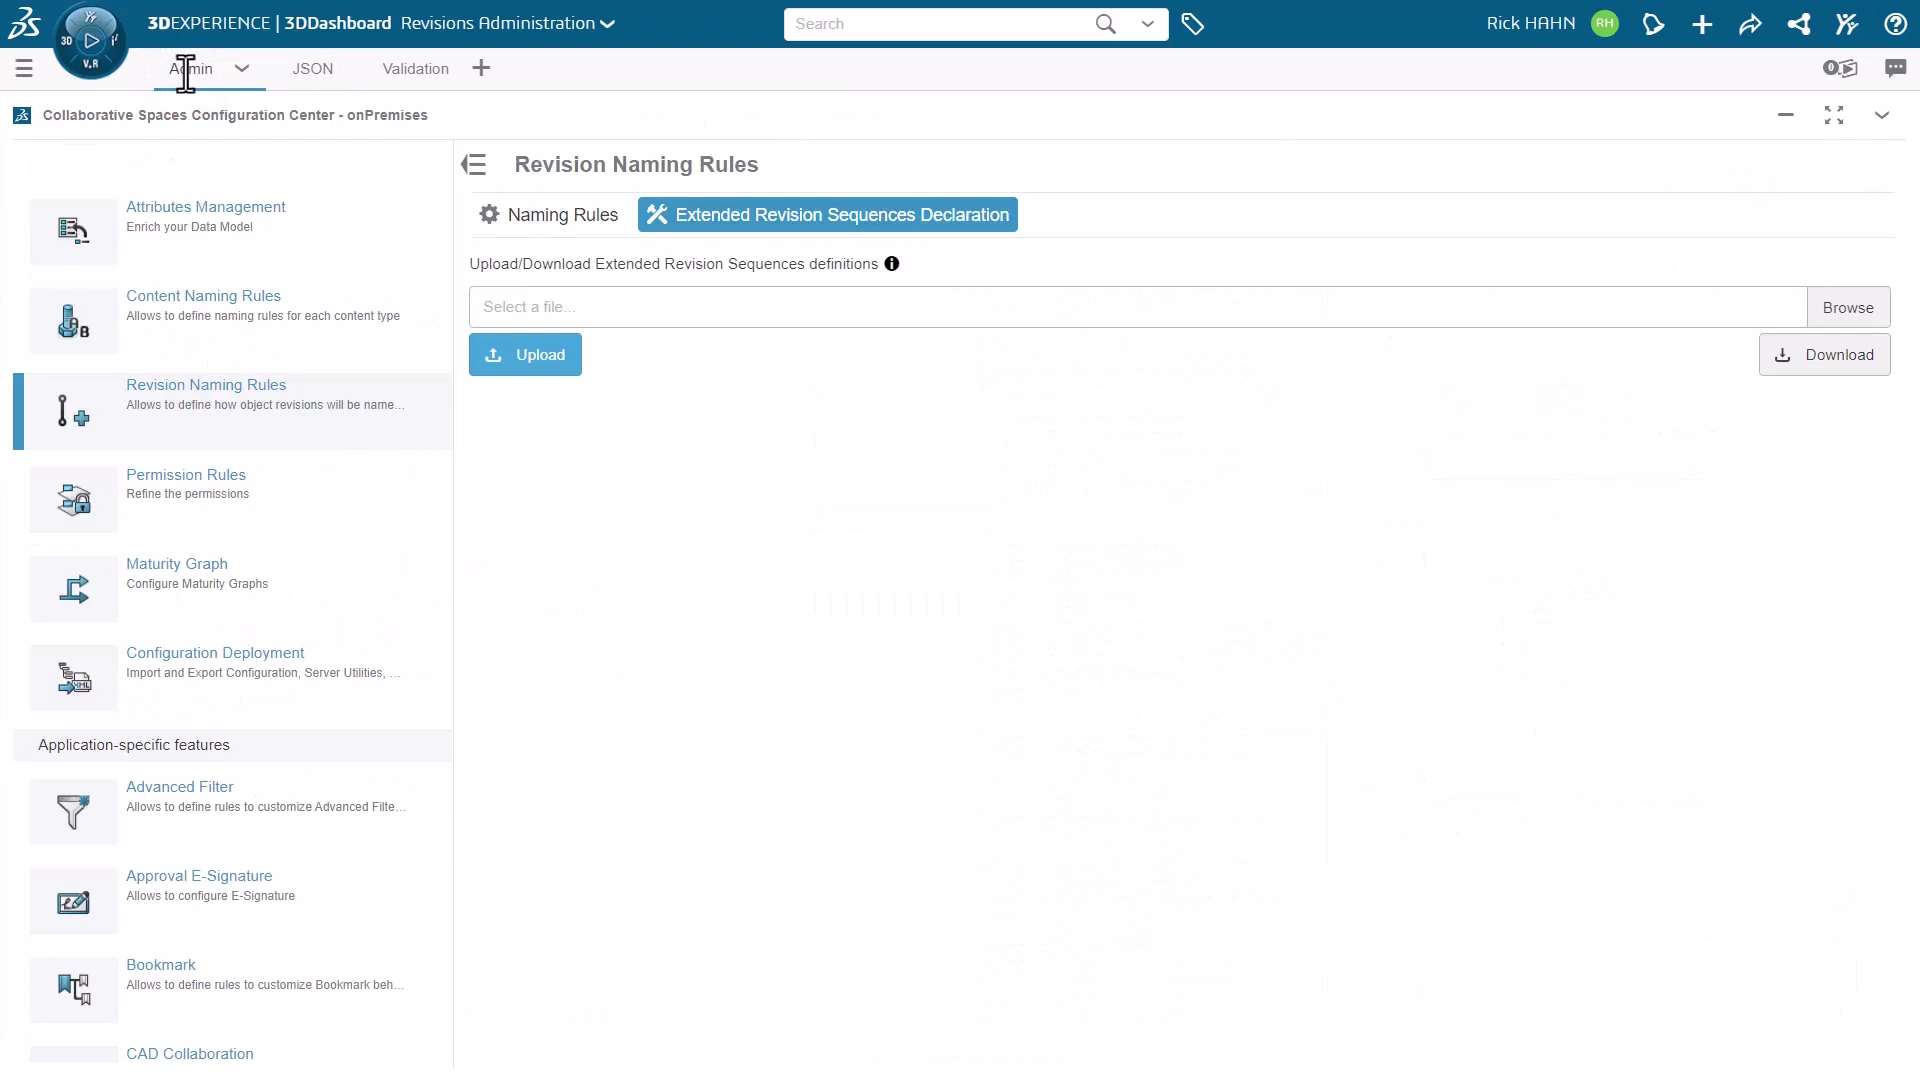 3DEXPERIENCE | 3DDashboard Revisions Administration
Search
Rick HAHN
RH
3D
V.R
Admin
JSON
Validation
0
Collaborative Spaces Configuration Center - onPremises
Attributes Management
Enrich your Data Model
Content Naming Rules
Allows to define naming rules for each content type
Revision Naming Rules
Allows to define how object revisions will be name...
Permission Rules
Refine the permissions
Maturity Graph
Configure Maturity Graphs
Configuration Deployment
Import and Export Configuration, Server Utilities, ...
Application-specific features
Advanced Filter
Allows to define rules to customize Advanced Filte...
Approval E-Signature
Allows to configure E-Signature
Bookmark
Allows to define rules to customize Bookmark beh...
CAD Collaboration
Revision Naming Rules
Naming Rules
Extended Revision Sequences Declaration
Upload/Download Extended Revision Sequences definitions
Select a file...
Browse
Upload
Download